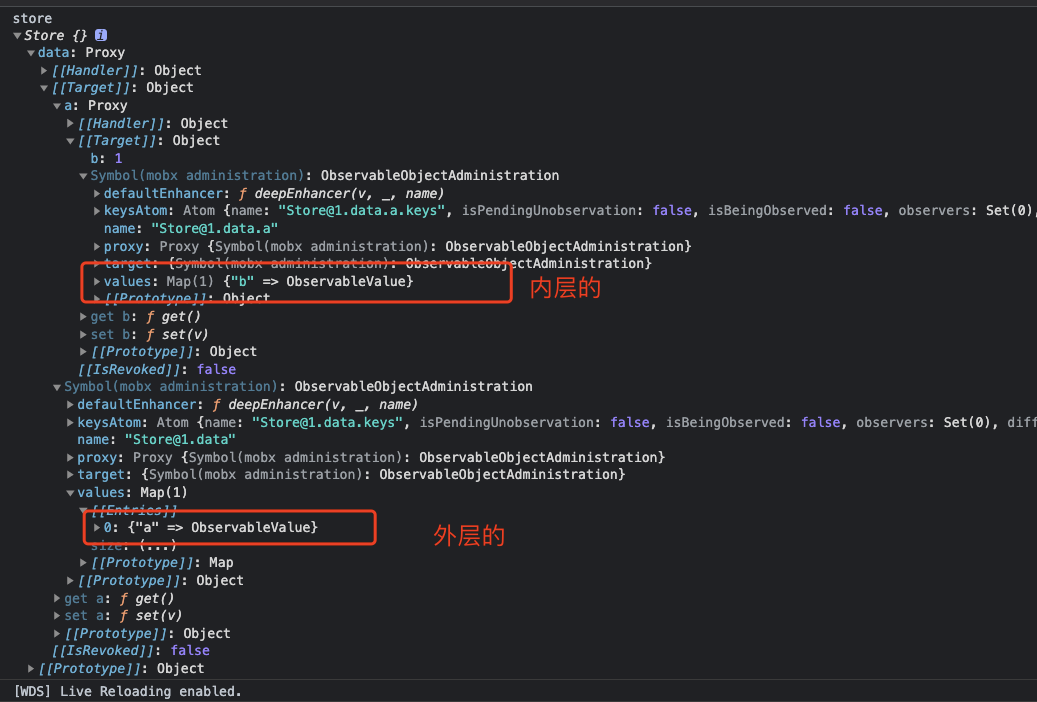 store
Store {} i
data: Proxy
[[Handler]]: Object
[[Target]]: Object
a: Proxy
[[Handler]]: Object
[[Target]]: Object
b: 1
Symbol(mobx administration): ObservableObjectAdministration
defaultEnhancer: ƒ deepEnhancer(v, _, name)
keysAtom: Atom {name: "Store@1.data.a.keys", isPendingUnobservation: false, isBeingObserved: false, observers: Set(0),
name: "Store@1.data.a"
proxy: Proxy {Symbol(mobx administration): ObservableObjectAdministration}
target: {Symbol(mobx administration): ObservableObjectAdministration}
values: Map(1) {"b" => ObservableValue} 内层的
[[Prototype]]: Object
get b: ƒ get()
set b: ƒ set(v)
[[Prototype]]: Object
[[IsRevoked]]: false
Symbol(mobx administration): ObservableObjectAdministration
defaultEnhancer: ƒ deepEnhancer(v, _, name)
keysAtom: Atom {name: "Store@1.data.keys", isPendingUnobservation: false, isBeingObserved: false, observers: Set(0), diff
name: "Store@1.data"
proxy: Proxy {Symbol(mobx administration): ObservableObjectAdministration}
target: {Symbol(mobx administration): ObservableObjectAdministration}
values: Map(1)
[[Entries]]
0: {"a" => ObservableValue} 外层的
size: (...)
[[Prototype]]: Map
[[Prototype]]: Object
get a: ƒ get()
set a: ƒ set(v)
[[Prototype]]: Object
[[IsRevoked]]: false
[[Prototype]]: Object
[WDS] Live Reloading enabled.